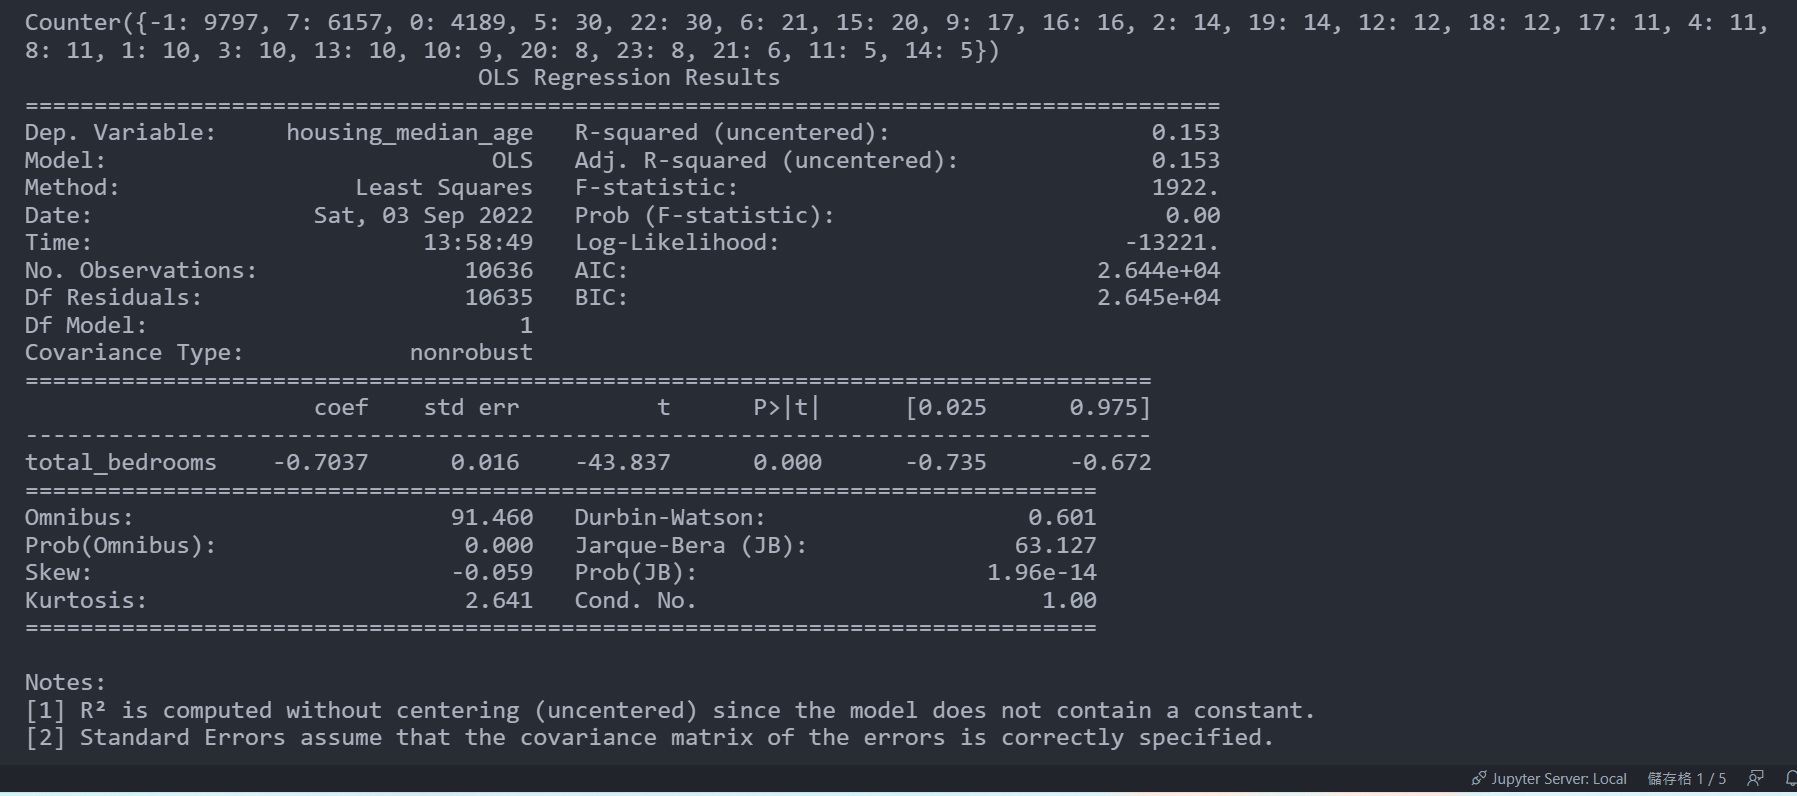 Counter({-1: 9797, 7: 6157, 0: 4189, 5: 30, 22: 30, 6: 21, 15: 20, 9: 17, 16: 16, 2: 14, 19: 14, 12: 12, 18: 12, 17: 11, 4: 11,
8: 11, 1: 10, 3: 10, 13: 10, 10: 9, 20: 8, 23: 8, 21: 6, 11: 5, 14: 5})
OLS Regression Results
=======================================================================================
Dep. Variable: housing_median_age R-squared (uncentered): 0.153
Model: OLS Adj. R-squared (uncentered): 0.153
Method: Least Squares F-statistic: 1922.
Date: Sat, 03 Sep 2022 Prob (F-statistic): 0.00
Time: 13:58:49 Log-Likelihood: -13221.
No. Observations: 10636 AIC: 2.644e+04
Df Residuals: 10635 BIC: 2.645e+04
Df Model: 1
Covariance Type: nonrobust
==================================================================================
coef std err t P>|t| [0.025 0.975]
----------------------------------------------------------------------------------
total_bedrooms -0.7037 0.016 -43.837 0.000 -0.735 -0.672
==============================================================================
Omnibus: 91.460 Durbin-Watson: 0.601
Prob(Omnibus): 0.000 Jarque-Bera (JB): 63.127
Skew: -0.059 Prob(JB): 1.96e-14
Kurtosis: 2.641 Cond. No. 1.00
==============================================================================
Notes:
[1] R² is computed without centering (uncentered) since the model does not contain a constant.
[2] Standard Errors assume that the covariance matrix of the errors is correctly specified.
Jupyter Server: Local 儲存格 1 / 5